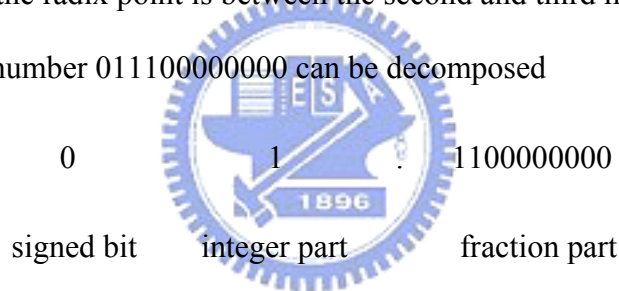 the radix point is between the second and third
number 011100000000 can be decomposed
0 1 . 1100000000
signed bit integer part fraction part
E S A
1896